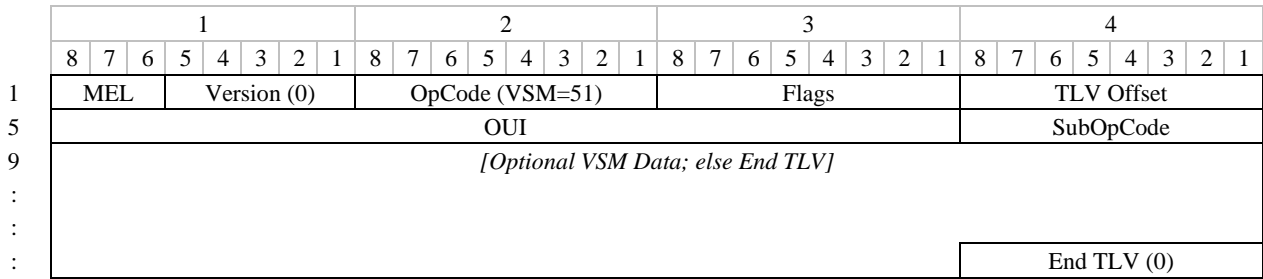 1 2 3 4
8 7 6 5 4 3 2 1 8 7 6 5 4 3 2 1 8 7 6 5 4 3 2 1 8 7 6 5 4 3 2 1
1 MEL Version (0) OpCode (VSM=51) Flags TLV Offset
5 OUI SubOpCode
9 [Optional VSM Data; else End TLV]
:
:
: End TLV (0)